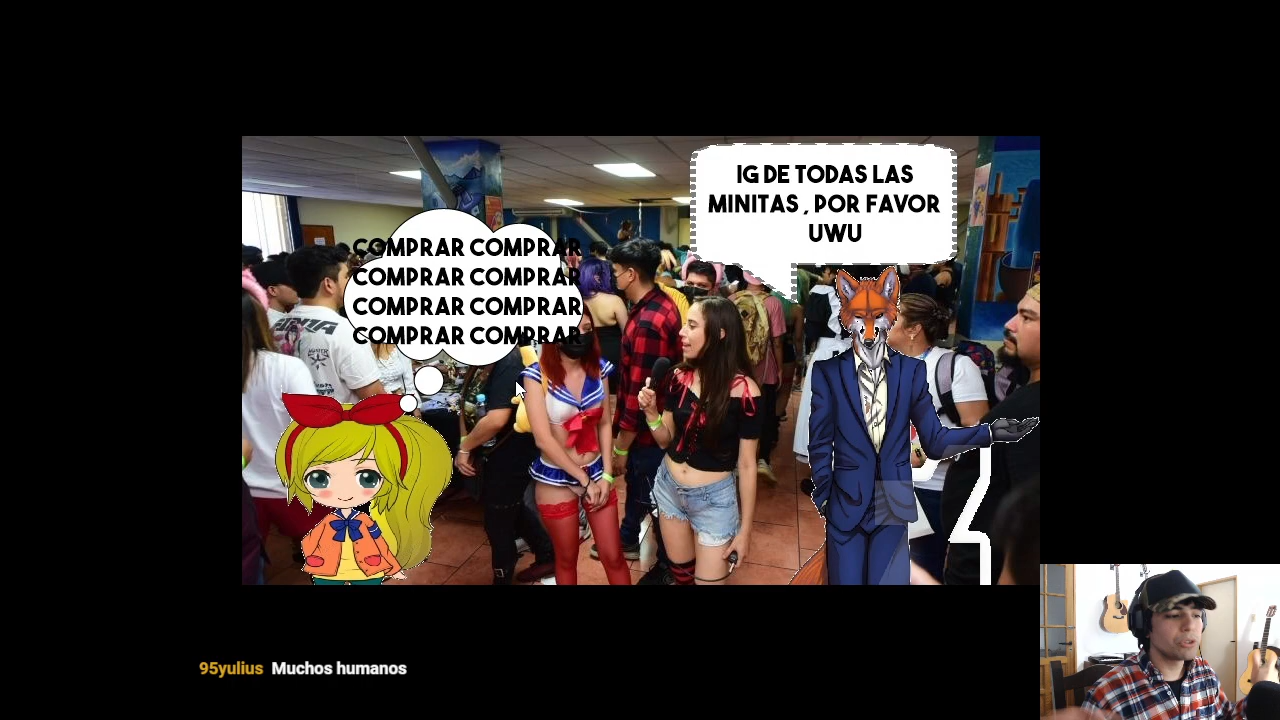 IG DE TODAS LAS
MINITAS , POR FAVOR
UWU
COMPRAR COMPRAR
COMPRAR COMPRAR
COMPRAR COMPRAR
COMPRAR COMPRAR
95yulius Muchos humanos